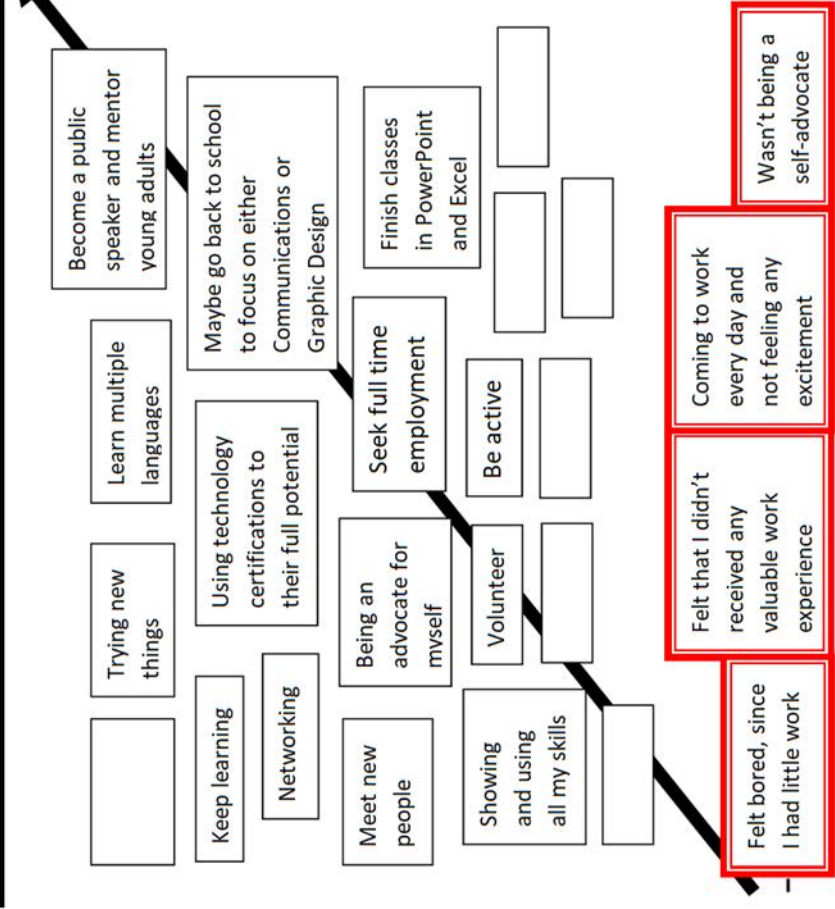 Trying new
things
Learn multiple
languages
Become a public
speaker and mentor
young adults
Keep learning
Networking
Using technology
certifications to
their full potential
Maybe go back to school
to focus on either
Communications or
Graphic Design
Meet new
people
Being an
advocate for
myself
Seek full time
employment
Finish classes
in PowerPoint
and Excel
Showing
and using
all my skills
Volunteer
Be active
Felt bored, since
I had little work
Felt that I didn't
received any
valuable work
experience
Coming to work
every day and
not feeling any
excitement
Wasn't being a
self-advocate